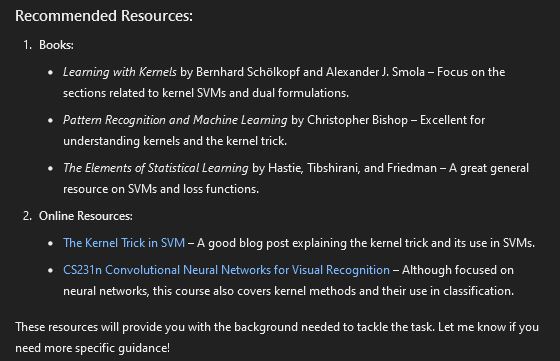 Recommended Resources:
1. Books:
• Learning with Kernels by Bernhard Schölkopf and Alexander J. Smola – Focus on the
sections related to kernel SVMs and dual formulations.
• Pattern Recognition and Machine Learning by Christopher Bishop – Excellent for
understanding kernels and the kernel trick.
• The Elements of Statistical Learning by Hastie, Tibshirani, and Friedman – A great general
resource on SVMs and loss functions.
2. Online Resources:
• The Kernel Trick in SVM – A good blog post explaining the kernel trick and its use in SVMs.
• CS231n Convolutional Neural Networks for Visual Recognition – Although focused on
neural networks, this course also covers kernel methods and their use in classification.
These resources will provide you with the background needed to tackle the task. Let me know if you
need more specific guidance!